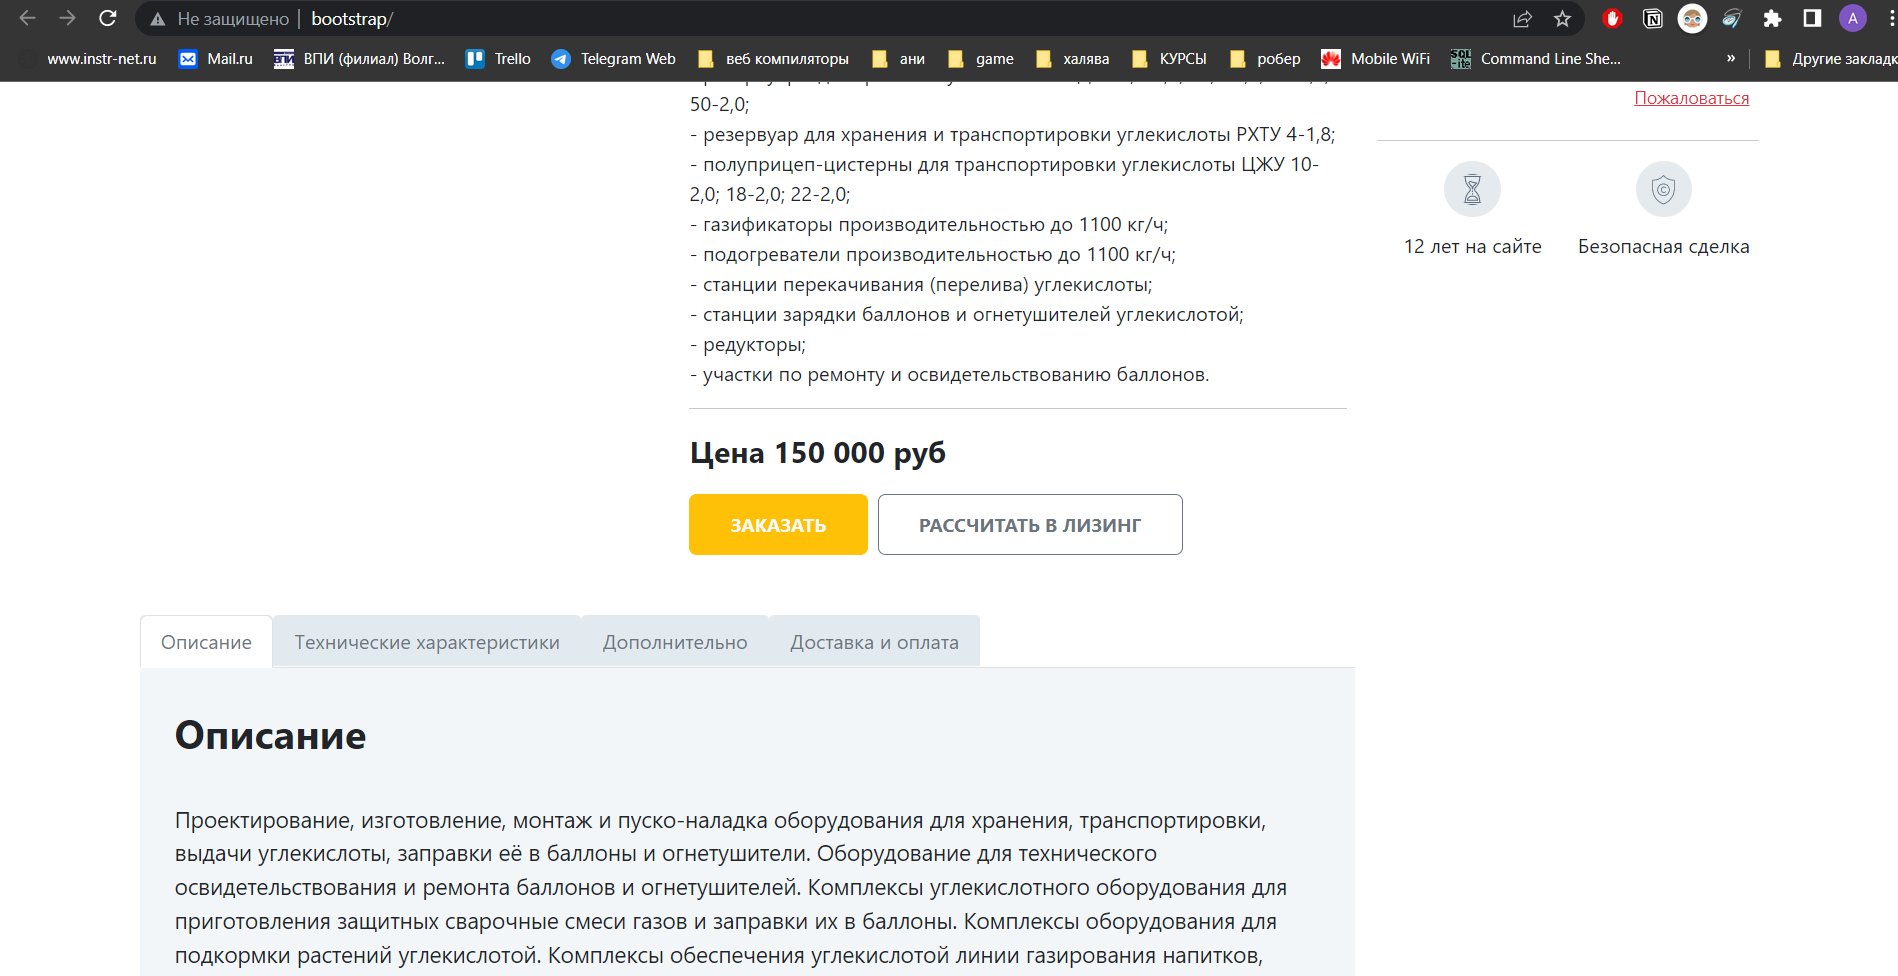 Не защищено | bootstrap/
A
www.instr-net.ru Mail.ru ВПИ ВПИ (филиал) Волг... Trello Telegram Web веб компиляторы ани game халява КУРСЫ робер Mobile WiFi Command Line She... » Другие заклад
50-2,0;
- резервуар для хранения и транспортировки углекислоты РХТУ 4-1,8;
- полуприцеп-цистерны для транспортировки углекислоты ЦЖУ 10-
2,0; 18-2,0; 22-2,0;
- газификаторы производительностью до 1100 кг/ч;
- подогреватели производительностью до 1100 кг/ч;
- станции перекачивания (перелива) углекислоты;
- станции зарядки баллонов и огнетушителей углекислотой;
- редукторы;
- участки по ремонту и освидетельствованию баллонов.
Цена 150 000 руб
ЗАКАЗАТЬ РАССЧИТАТЬ В ЛИЗИНГ
Пожаловаться
12 лет на сайте Безопасная сделка
Описание Технические характеристики Дополнительно Доставка и оплата
Описание
Проектирование, изготовление, монтаж и пуско-наладка оборудования для хранения, транспортировки,
выдачи углекислоты, заправки её в баллоны и огнетушители. Оборудование для технического
освидетельствования и ремонта баллонов и огнетушителей. Комплексы углекислотного оборудования для
приготовления защитных сварочные смеси газов и заправки их в баллоны. Комплексы оборудования для
подкормки растений углекислотой. Комплексы обеспечения углекислотой линии газирования напитков,